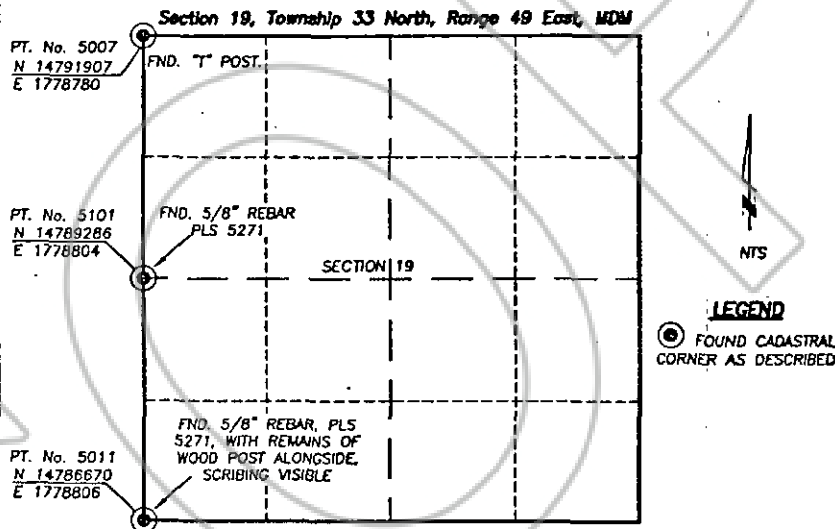 Section 19, Township 33 North, Range 49 East, MDM
PT. No. 5007
N 14791907
E 1778780
FND. "T" POST.
PT. No. 5101
N 14789286
E 1778804
FND. 5/8" REBAR
PLS 5271
SECTION 19
NTS
LEGEND
FOUND CADASTRAL
CORNER AS DESCRIBED
PT. No. 5011
N 14786670
E 1778806
FND. 5/8" REBAR, PLS
5271, WITH REMAINS OF
WOOD POST ALONGSIDE,
SCRIBING VISIBLE